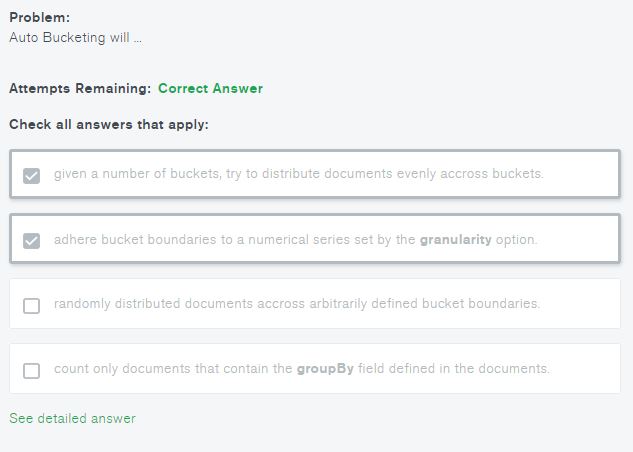 Problem:
Auto Bucketing will ...
Attempts Remaining: Correct Answer
Check all answers that apply:
given a number of buckets, try to distribute documents evenly accross buckets.
adhere bucket boundaries to a numerical series set by the granularity option.
randomly distributed documents accross arbitrarily defined bucket boundaries.
count only documents that contain the groupBy field defined in the documents.
See detailed answer